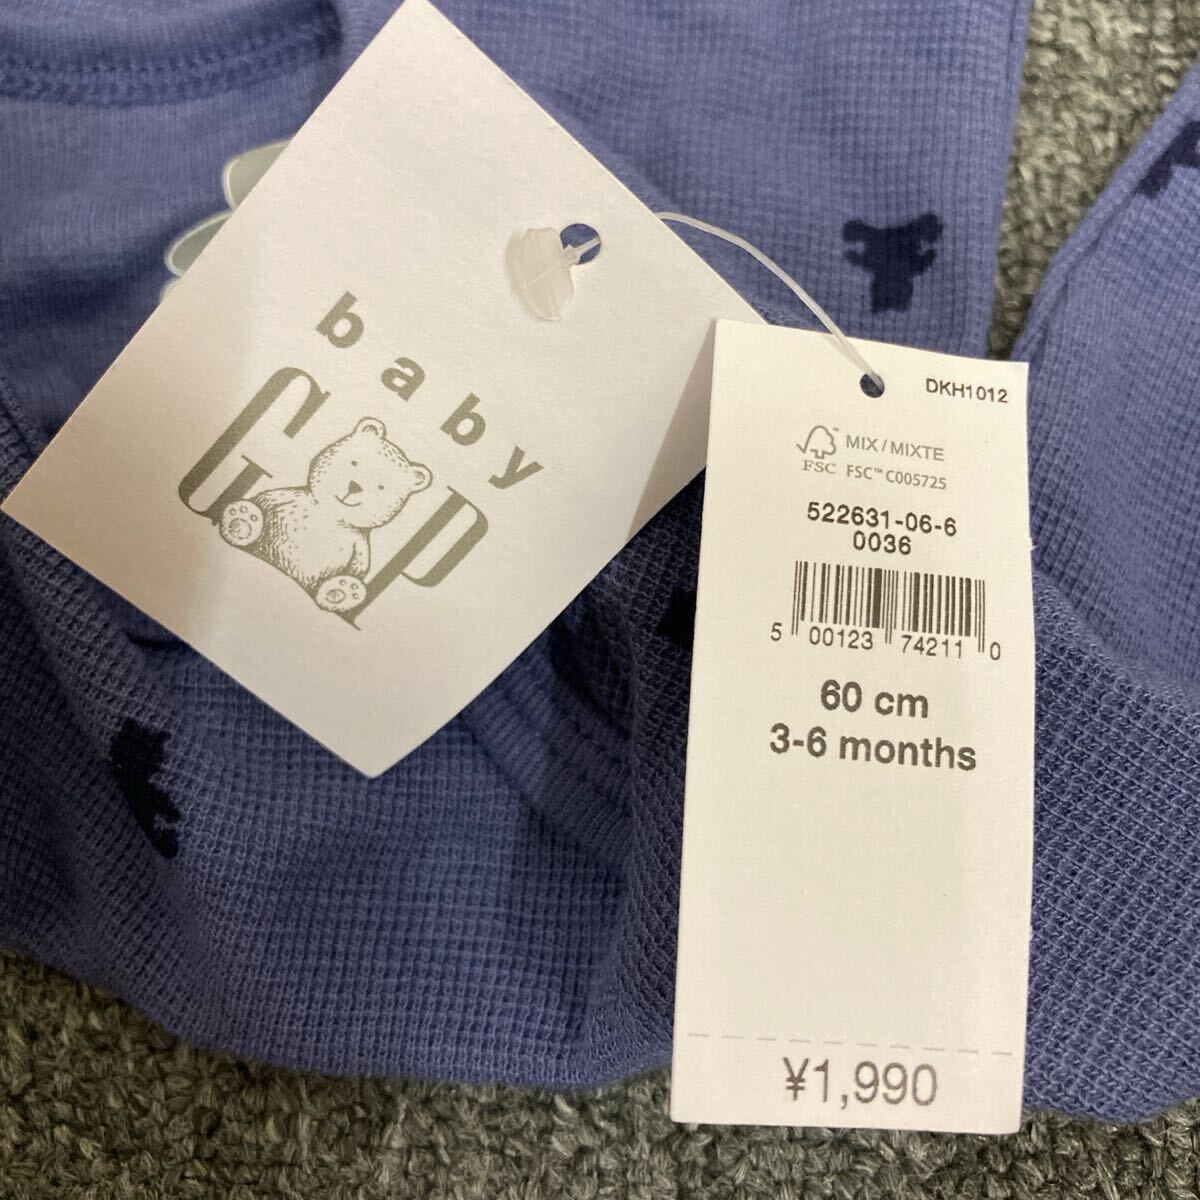 baby
GAP
DKH1012
MIX / MIXTE
FSC FSC™ C005725
522631-06-6
0036
5 00123 74211 0
60 cm
3-6 months
¥1,990